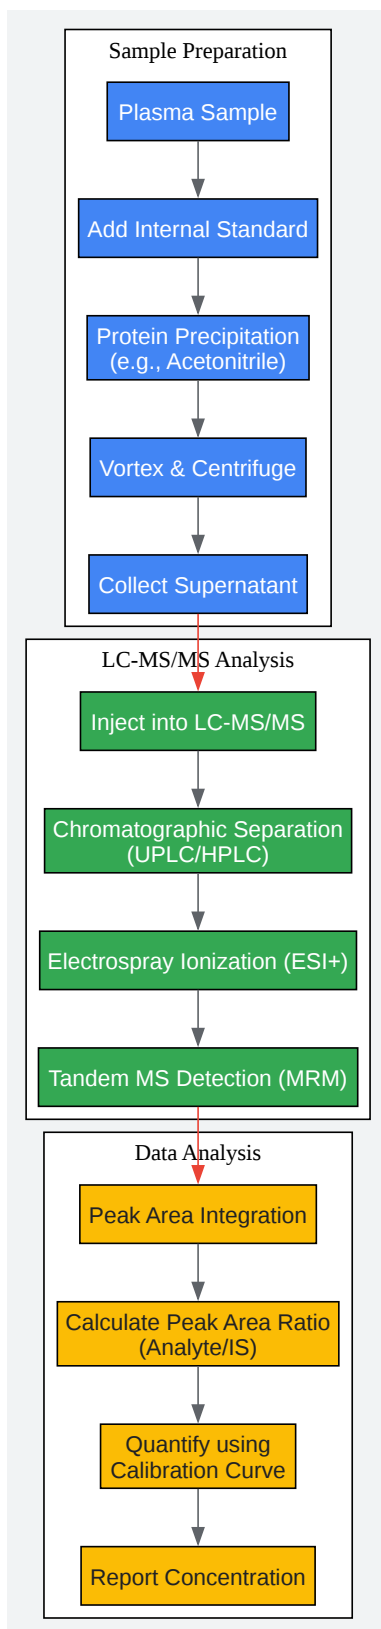 Sample Preparation
Plasma Sample
Add Internal Standard
Protein Precipitation
(e.g., Acetonitrile)
Vortex & Centrifuge
Collect Supernatant
LC-MS/MS Analysis
Inject into LC-MS/MS
Chromatographic Separation
(UPLC/HPLC)
Electrospray Ionization (ESI+)
Tandem MS Detection (MRM)
Data Analysis
Peak Area Integration
Calculate Peak Area Ratio
(Analyte/IS)
Quantify using
Calibration Curve
Report Concentration